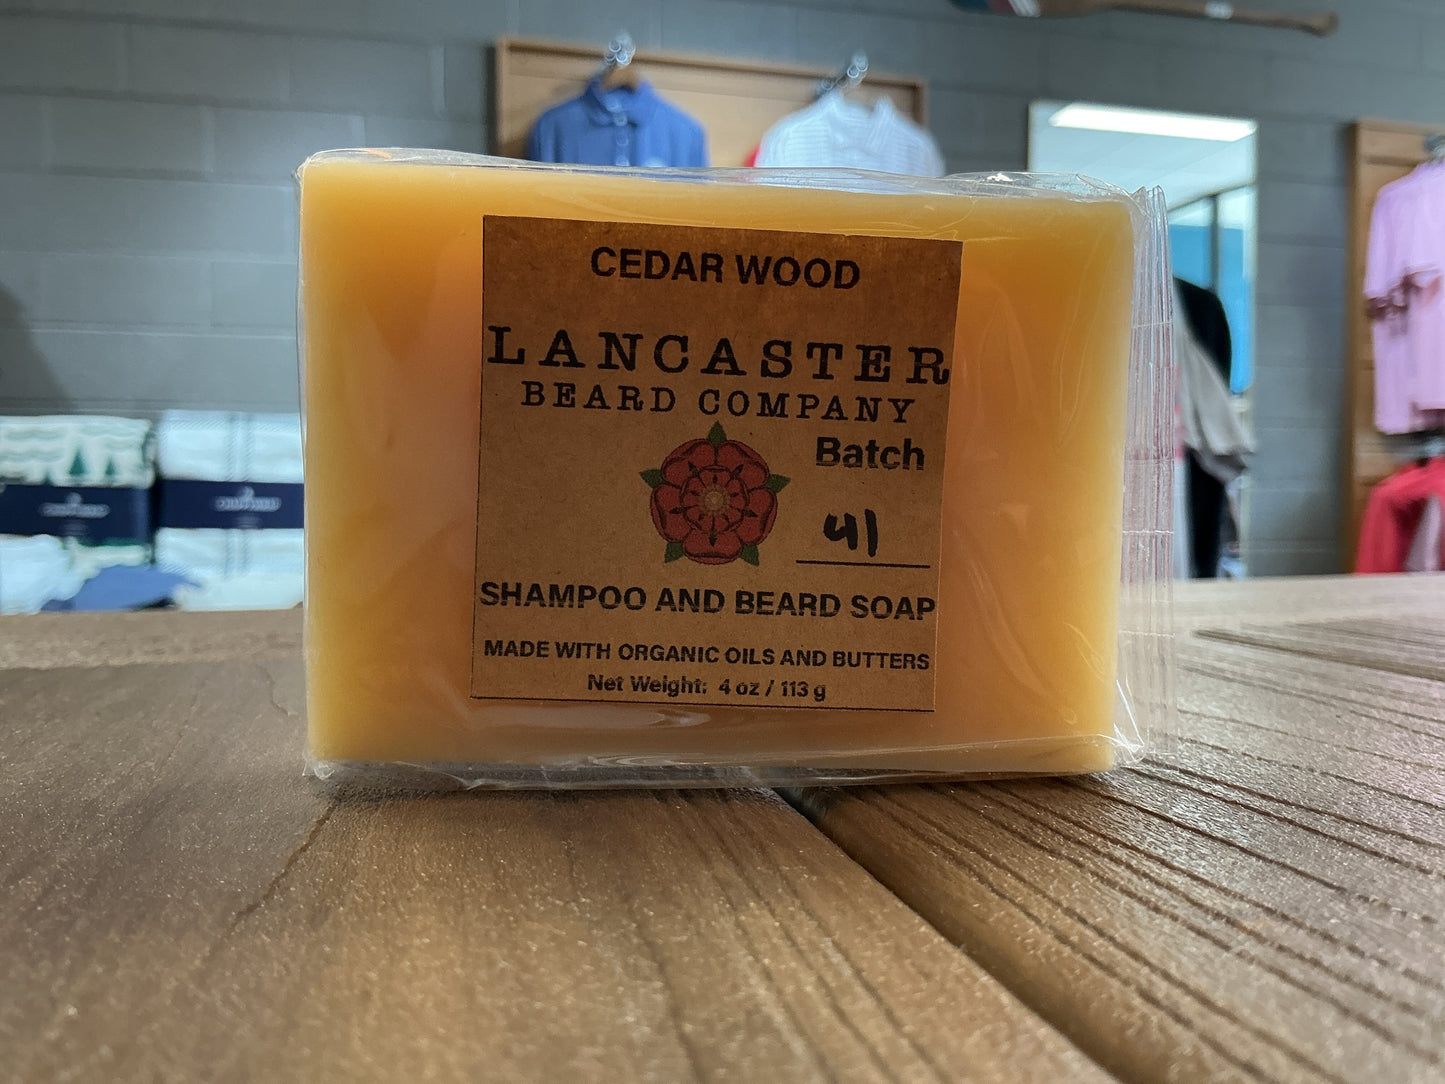 CEDAR WOOD
LANCASTER
BEARD COMPANY
Batch
41
SHAMPOO AND BEARD SOAP
MADE WITH ORGANIC OILS AND BUTTERS
Net Weight: 4 oz / 113 g